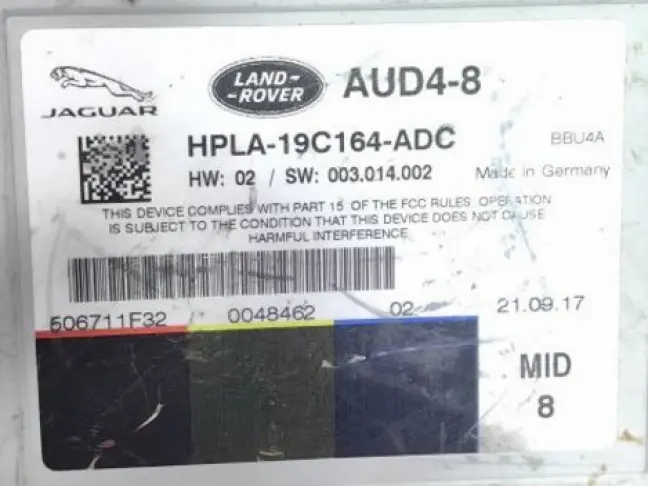 JAGUAR
LAND-
-ROVER
AUD4-8
HPLA-19C164-ADC
BBU4A
HW: 02 / SW: 003.014.002
Made in Germany
THIS DEVICE COMPLIES WITH PART 15 OF THE FCC RULES. OPERATION
IS SUBJECT TO THE CONDITION THAT THIS DEVICE DOES NOT CAUSE
HARMFUL INTERFERENCE.
506711F32 / 0048462 02 21.09.17
MID
8